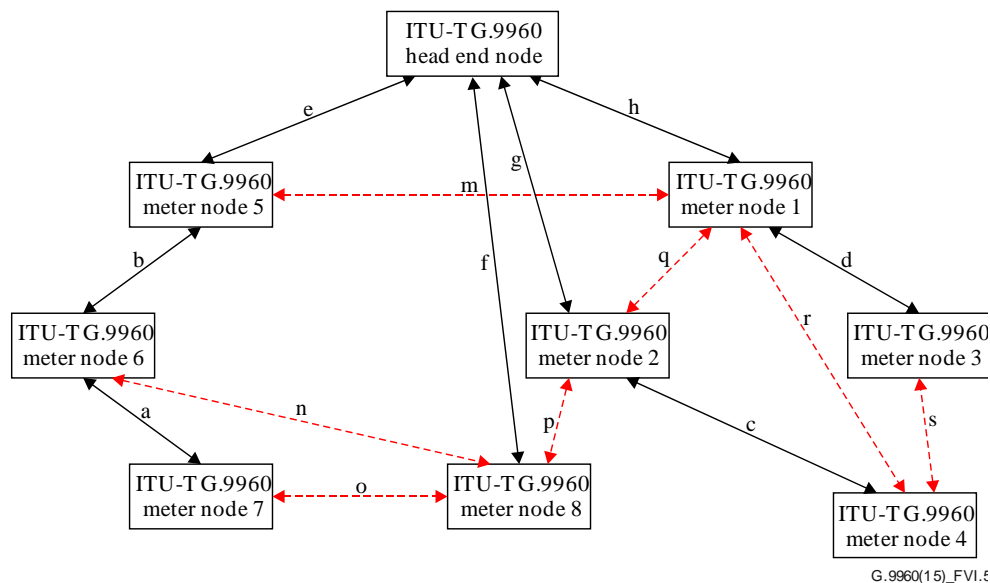 ITU-T G.9960
head end node
e
h
g
ITU-T G.9960
meter node 5
m
ITU-T G.9960
meter node 1
b
f
q
d
r
ITU-T G.9960
meter node 6
ITU-T G.9960
meter node 2
ITU-T G.9960
meter node 3
a
n
p
c
s
ITU-T G.9960
meter node 7
o
ITU-T G.9960
meter node 8
ITU-T G.9960
meter node 4
G.9960(15)_FVI.5